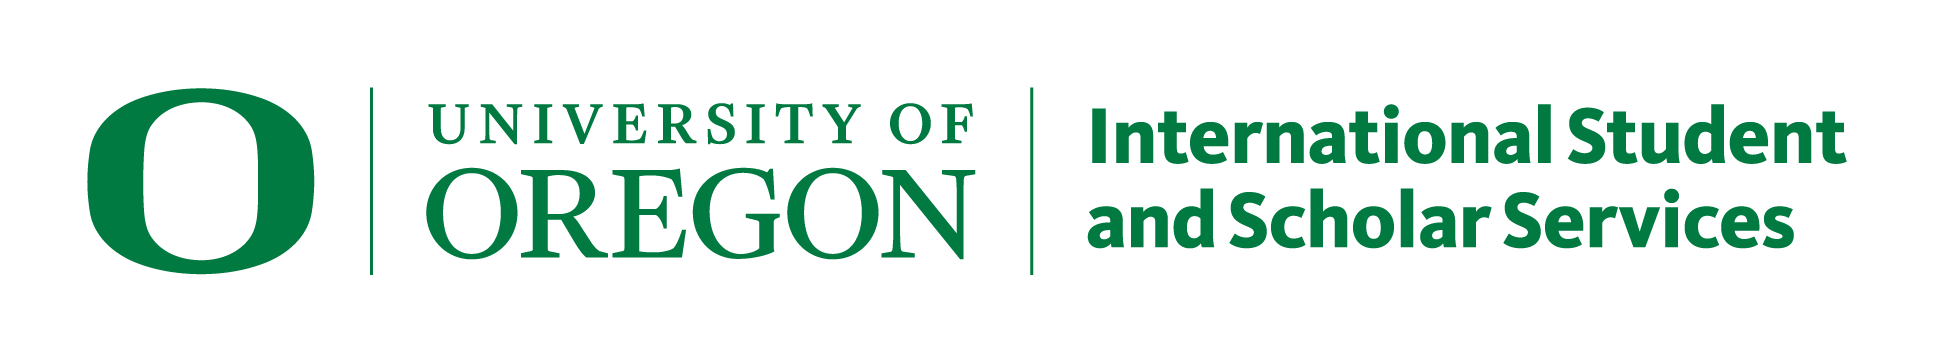 O
UNIVERSITY OF
OREGON
International Student
and Scholar Services